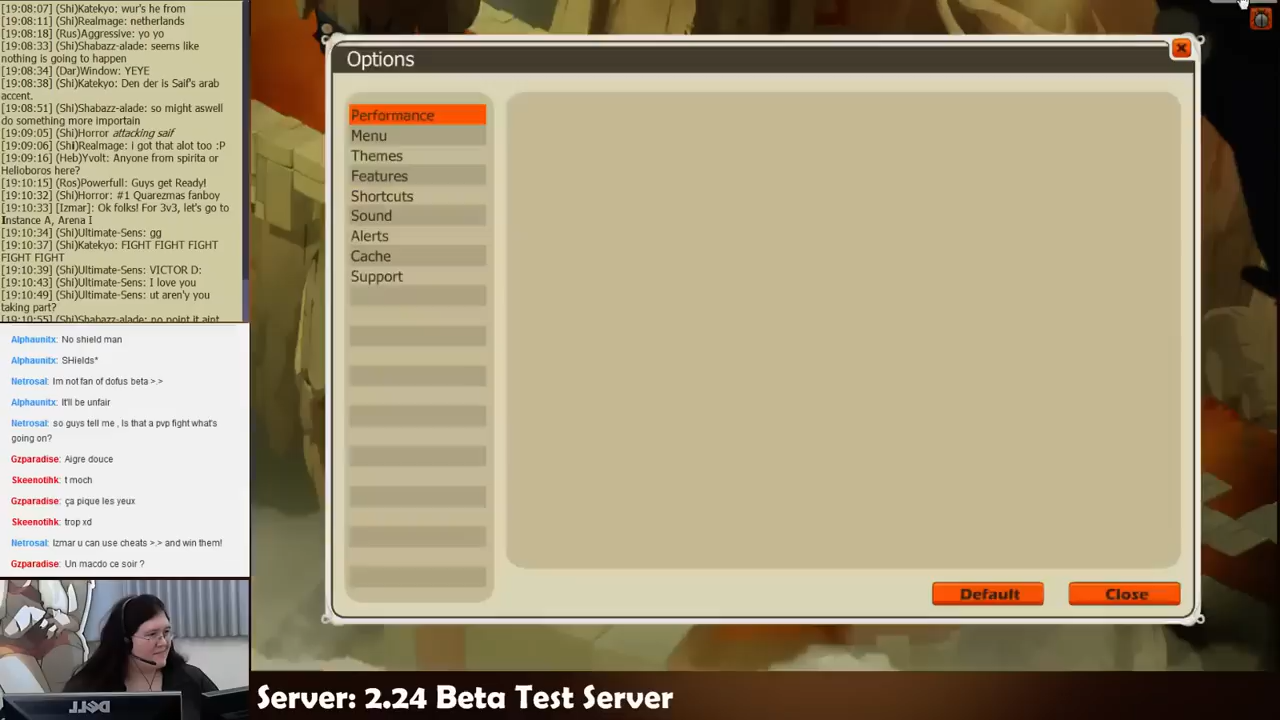 [19:08:07] (Shi)Katekyo: wur's he from
[19:08:11] (Shi)Realmage: netherlands
[19:08:18] (Rus)Aggressive: yo yo
[19:08:33] (Shi)Shabazz-alade: seems like
nothing is going to happen
[19:08:34] (Dar)Window: YEYE
[19:08:38] (Shi)Katekyo: Den der is Saif's arab
accent.
[19:08:51] (Shi)Shabazz-alade: so might aswell
do something more importain
[19:09:05] (Shi)Horror attacking saif
[19:09:06] (Shi)Realmage: i got that alot too :P
[19:09:16] (Heb)Yvolt: Anyone from spirita or
Helioboros here?
[19:10:15] (Ros)Powerfull: Guys get Ready!
[19:10:32] (Shi)Horror: #1 Quarezmas fanboy
[19:10:33] [Izmar]: Ok folks! For 3v3, let's go to
Instance A, Arena I
[19:10:34] (Shi)Ultimate-Sens: gg
[19:10:37] (Shi)Katekyo: FIGHT FIGHT FIGHT
FIGHT FIGHT
[19:10:39] (Shi)Ultimate-Sens: VICTOR D:
[19:10:43] (Shi)Ultimate-Sens: I love you
[19:10:49] (Shi)Ultimate-Sens: ut aren'y you
taking part?
[19:10:55] (Shi)Shabazz-alade: no point it aint
Alphaunitx: No shield man
Alphaunitx: SHields*
Netrosal: Im not fan of dofus beta >.>
Alphaunitx: It'll be unfair
Netrosal: so guys tell me , Is that a pvp fight what's
going on?
Gzparadise: Aigre douce
Skeenotihk: t moch
Gzparadise: ça pique les yeux
Skeenotihk: trop xd
Netrosal: Izmar u can use cheats >.> and win them!
Gzparadise: Un macdo ce soir ?
Options
Performance
Menu
Themes
Features
Shortcuts
Sound
Alerts
Cache
Support
Default
Close
DELL
Server: 2.24 Beta Test Server